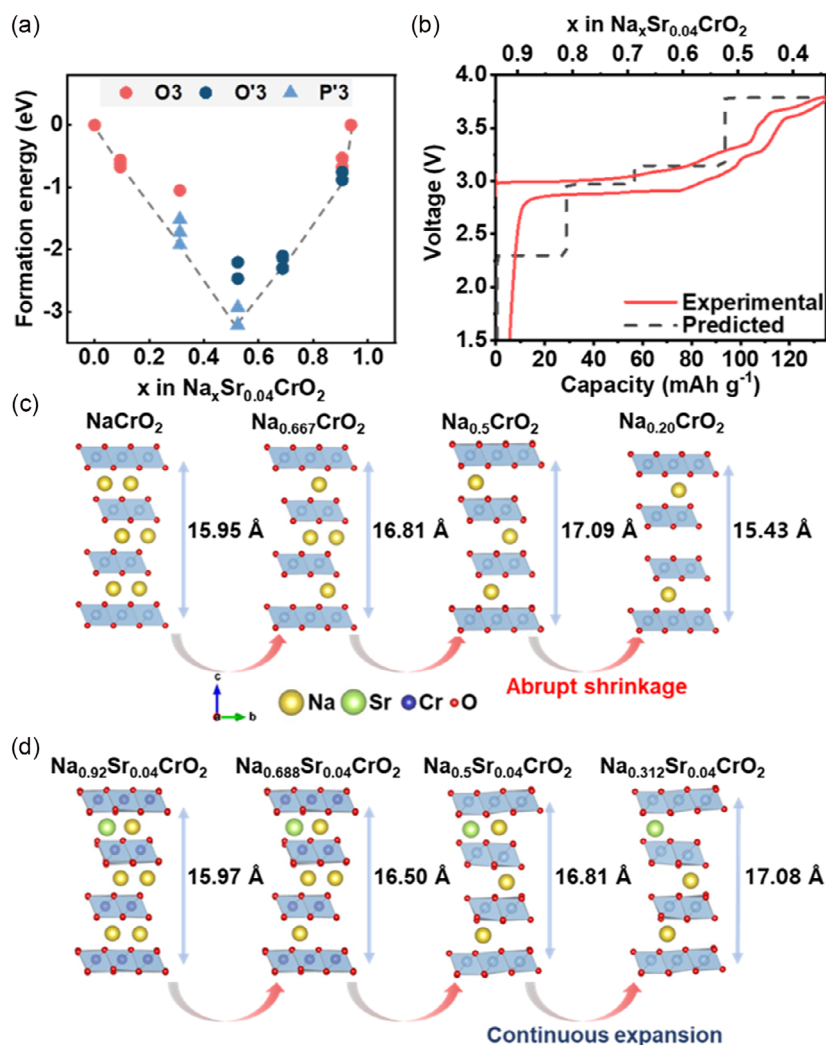 (a)
O3 O'3 P'3
Formation energy (eV)
0
-1
-2
-3
0.0 0.2 0.4 0.6 0.8 1.0
x in Na₀.ₓSr₀.₀₄CrO₂
(b)
x in NaₓSr₀.₀₄CrO₂
0.9 0.8 0.7 0.6 0.5 0.4
Voltage (V)
4.0
3.5
3.0
2.5
2.0
1.5
Experimental
Predicted
0 20 40 60 80 100 120
Capacity (mAh g⁻¹)
(c)
NaCrO₂ Na₀.₆₆₇CrO₂ Na₀.₅CrO₂ Na₀.₂₀CrO₂
15.95 Å 16.81 Å 17.09 Å 15.43 Å
Abrupt shrinkage
c
a b
Na Sr Cr O
(d)
Na₀.₉₂Sr₀.₀₄CrO₂ Na₀.₆₈₈Sr₀.₀₄CrO₂ Na₀.₅Sr₀.₀₄CrO₂ Na₀.₃₁₂Sr₀.₀₄CrO₂
15.97 Å 16.50 Å 16.81 Å 17.08 Å
Continuous expansion